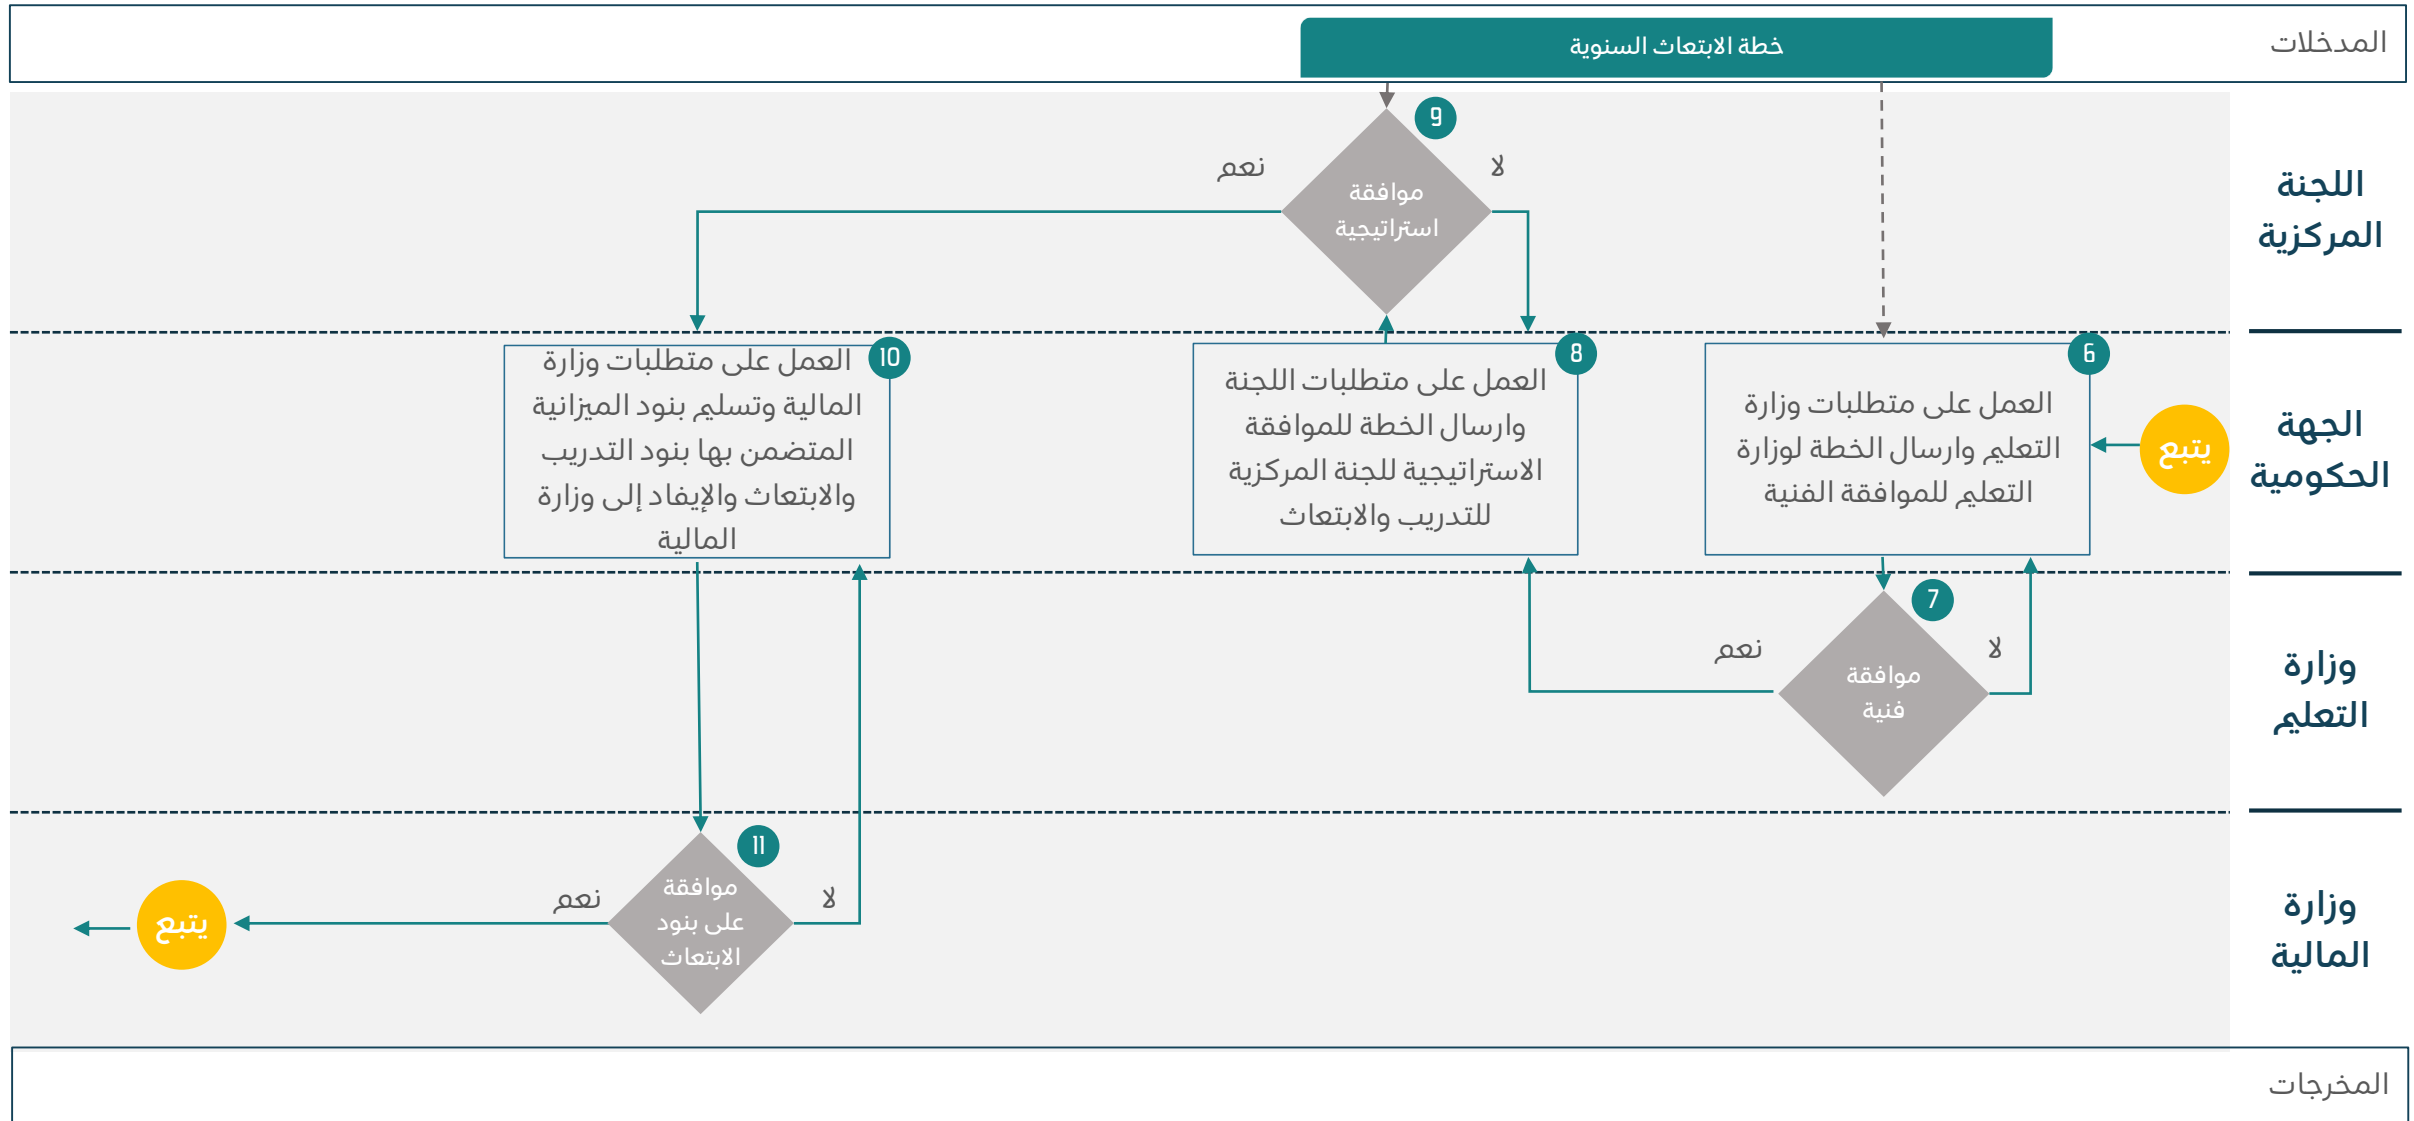 المدخلات
خطة الابتعاث السنوية
اللجنة
المركزية
9
موافقة
استراتيجية
لا
نعم
الجهة
الحكومية
يتبع
6
العمل على متطلبات وزارة
التعليم وارسال الخطة لوزارة
التعليم للموافقة الفنية
8
العمل على متطلبات اللجنة
وارسال الخطة للموافقة
الاستراتيجية للجنة المركزية
للتدريب والابتعاث
10
العمل على متطلبات وزارة
المالية وتسليم بنود الميزانية
المتضمن بها بنود التدريب
والابتعاث والإيفاد إلى وزارة
المالية
وزارة
التعليم
7
موافقة
فنية
لا
نعم
وزارة
المالية
11
موافقة
على بنود
الابتعاث
لا
نعم
يتبع
المخرجات